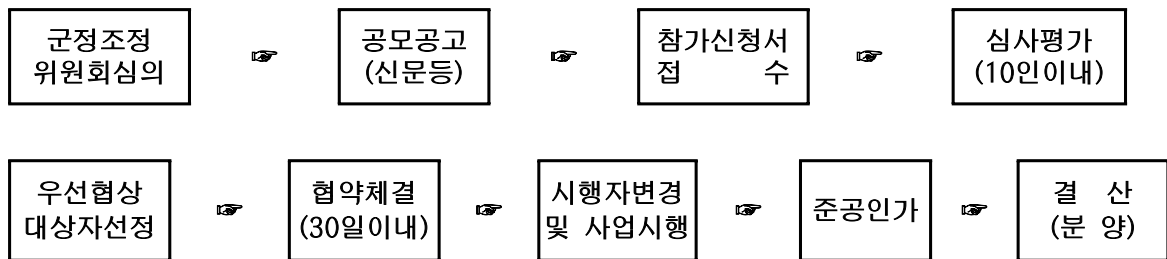 군정조정
위원회심의
☞
공모공고
(신문등)
☞
참가신청서
접 수
☞
심사평가
(10인이내)
우선협상
대상자선정
☞
협약체결
(30일이내)
☞
시행자변경
및 사업시행
☞
준공인가
☞
결 산
(분 양)